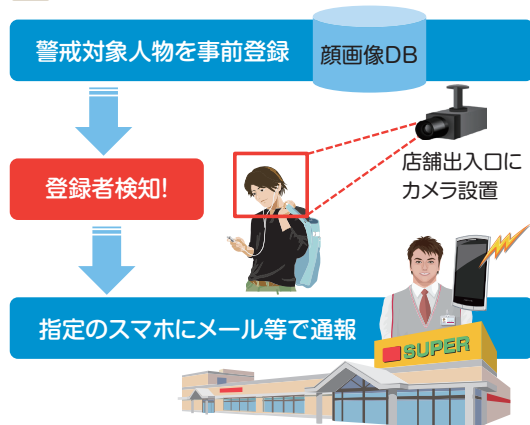 警戒対象人物を事前登録
顔画像DB
店舗出入口に
カメラ設置
登録者検知!
指定のスマホにメール等で通報
SUPER